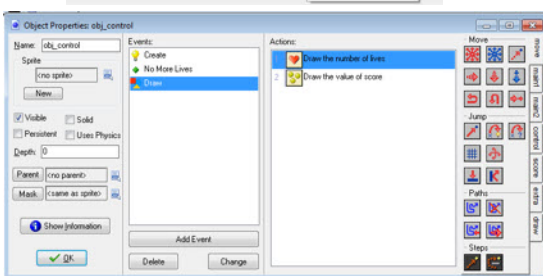 Object Properties: obj_control
Name: obj_control
Sprite
<no sprite>
New
Visible
Solid
Persistent
Uses Physics
Depth: 0
Parent
<no parent>
Mask
<same as sprite>
Show Information
OK
Events:
Create
No More Lives
Draw
Add Event
Delete
Change
Actions:
1
Draw the number of lives
2
Draw the value of score
Move
Jump
Paths
Steps
move
main1
main2
control
score
extra
draw